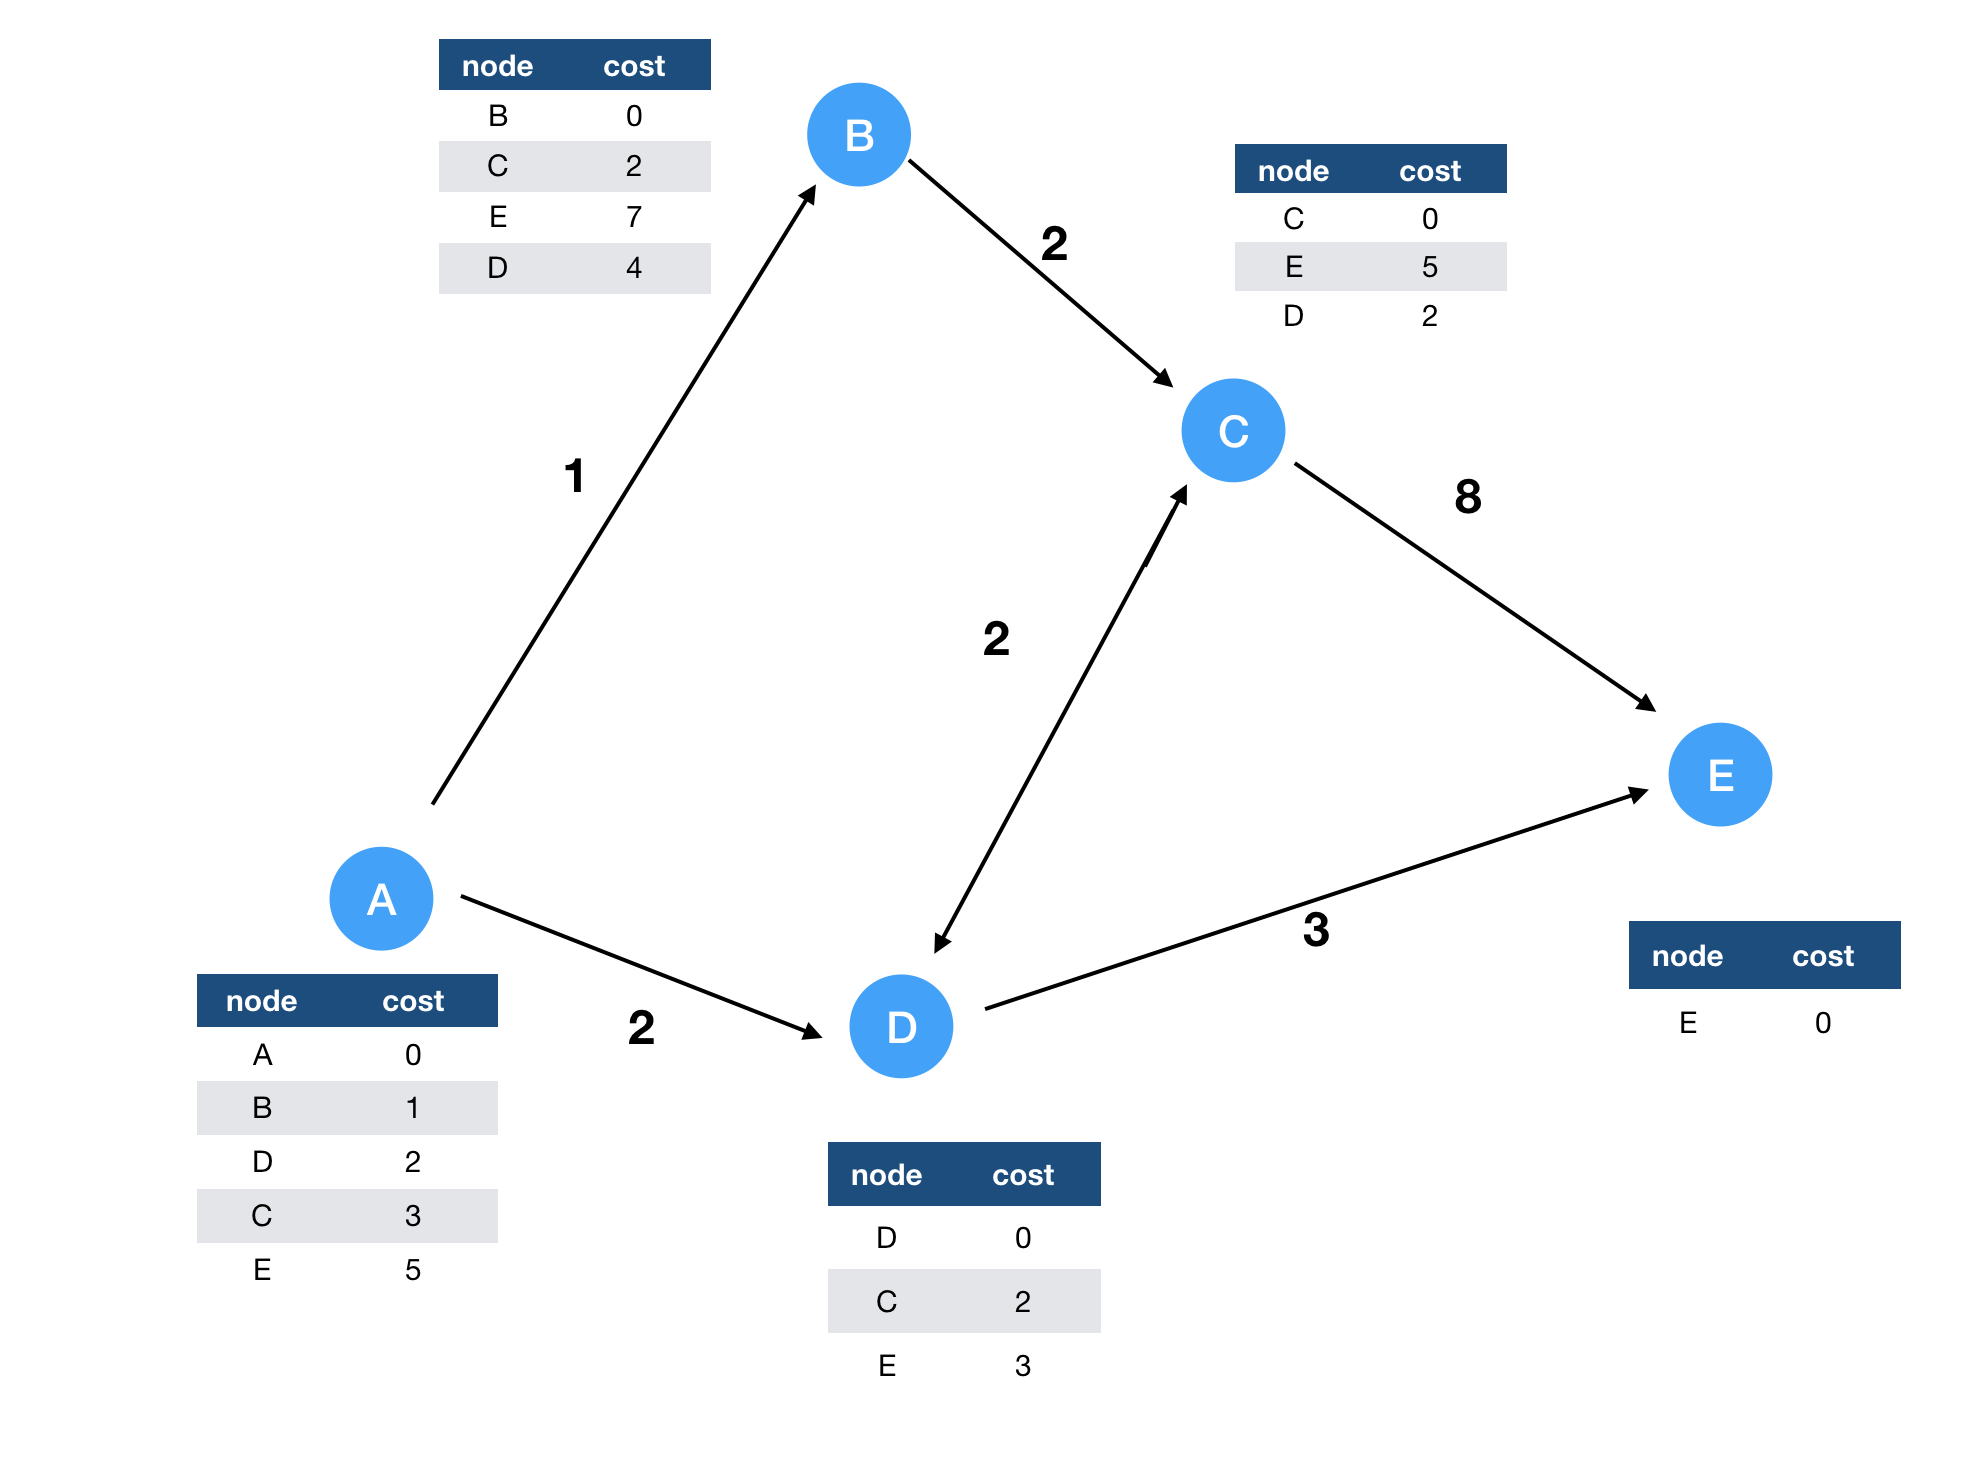 node cost
B 0
C 2
E 7
D 4
B
2
node cost
C 0
E 5
D 2
C
1
8
2
E
A
3
D
2
node cost
A 0
B 1
D 2
C 3
E 5
node cost
E 0
node cost
D 0
C 2
E 3